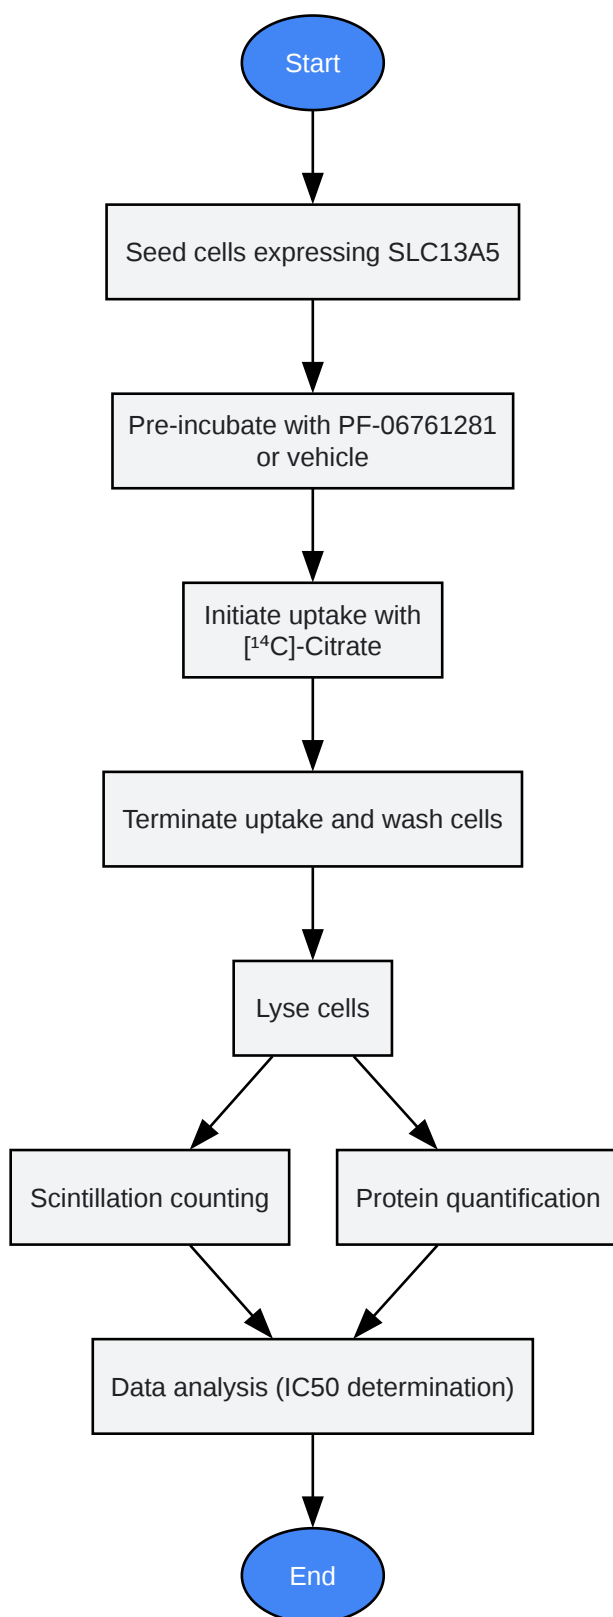 Start
Seed cells expressing SLC13A5
Pre-incubate with PF-06761281
or vehicle
Initiate uptake with
[¹⁴C]-Citrate
Terminate uptake and wash cells
Lyse cells
Scintillation counting
Protein quantification
Data analysis (IC50 determination)
End